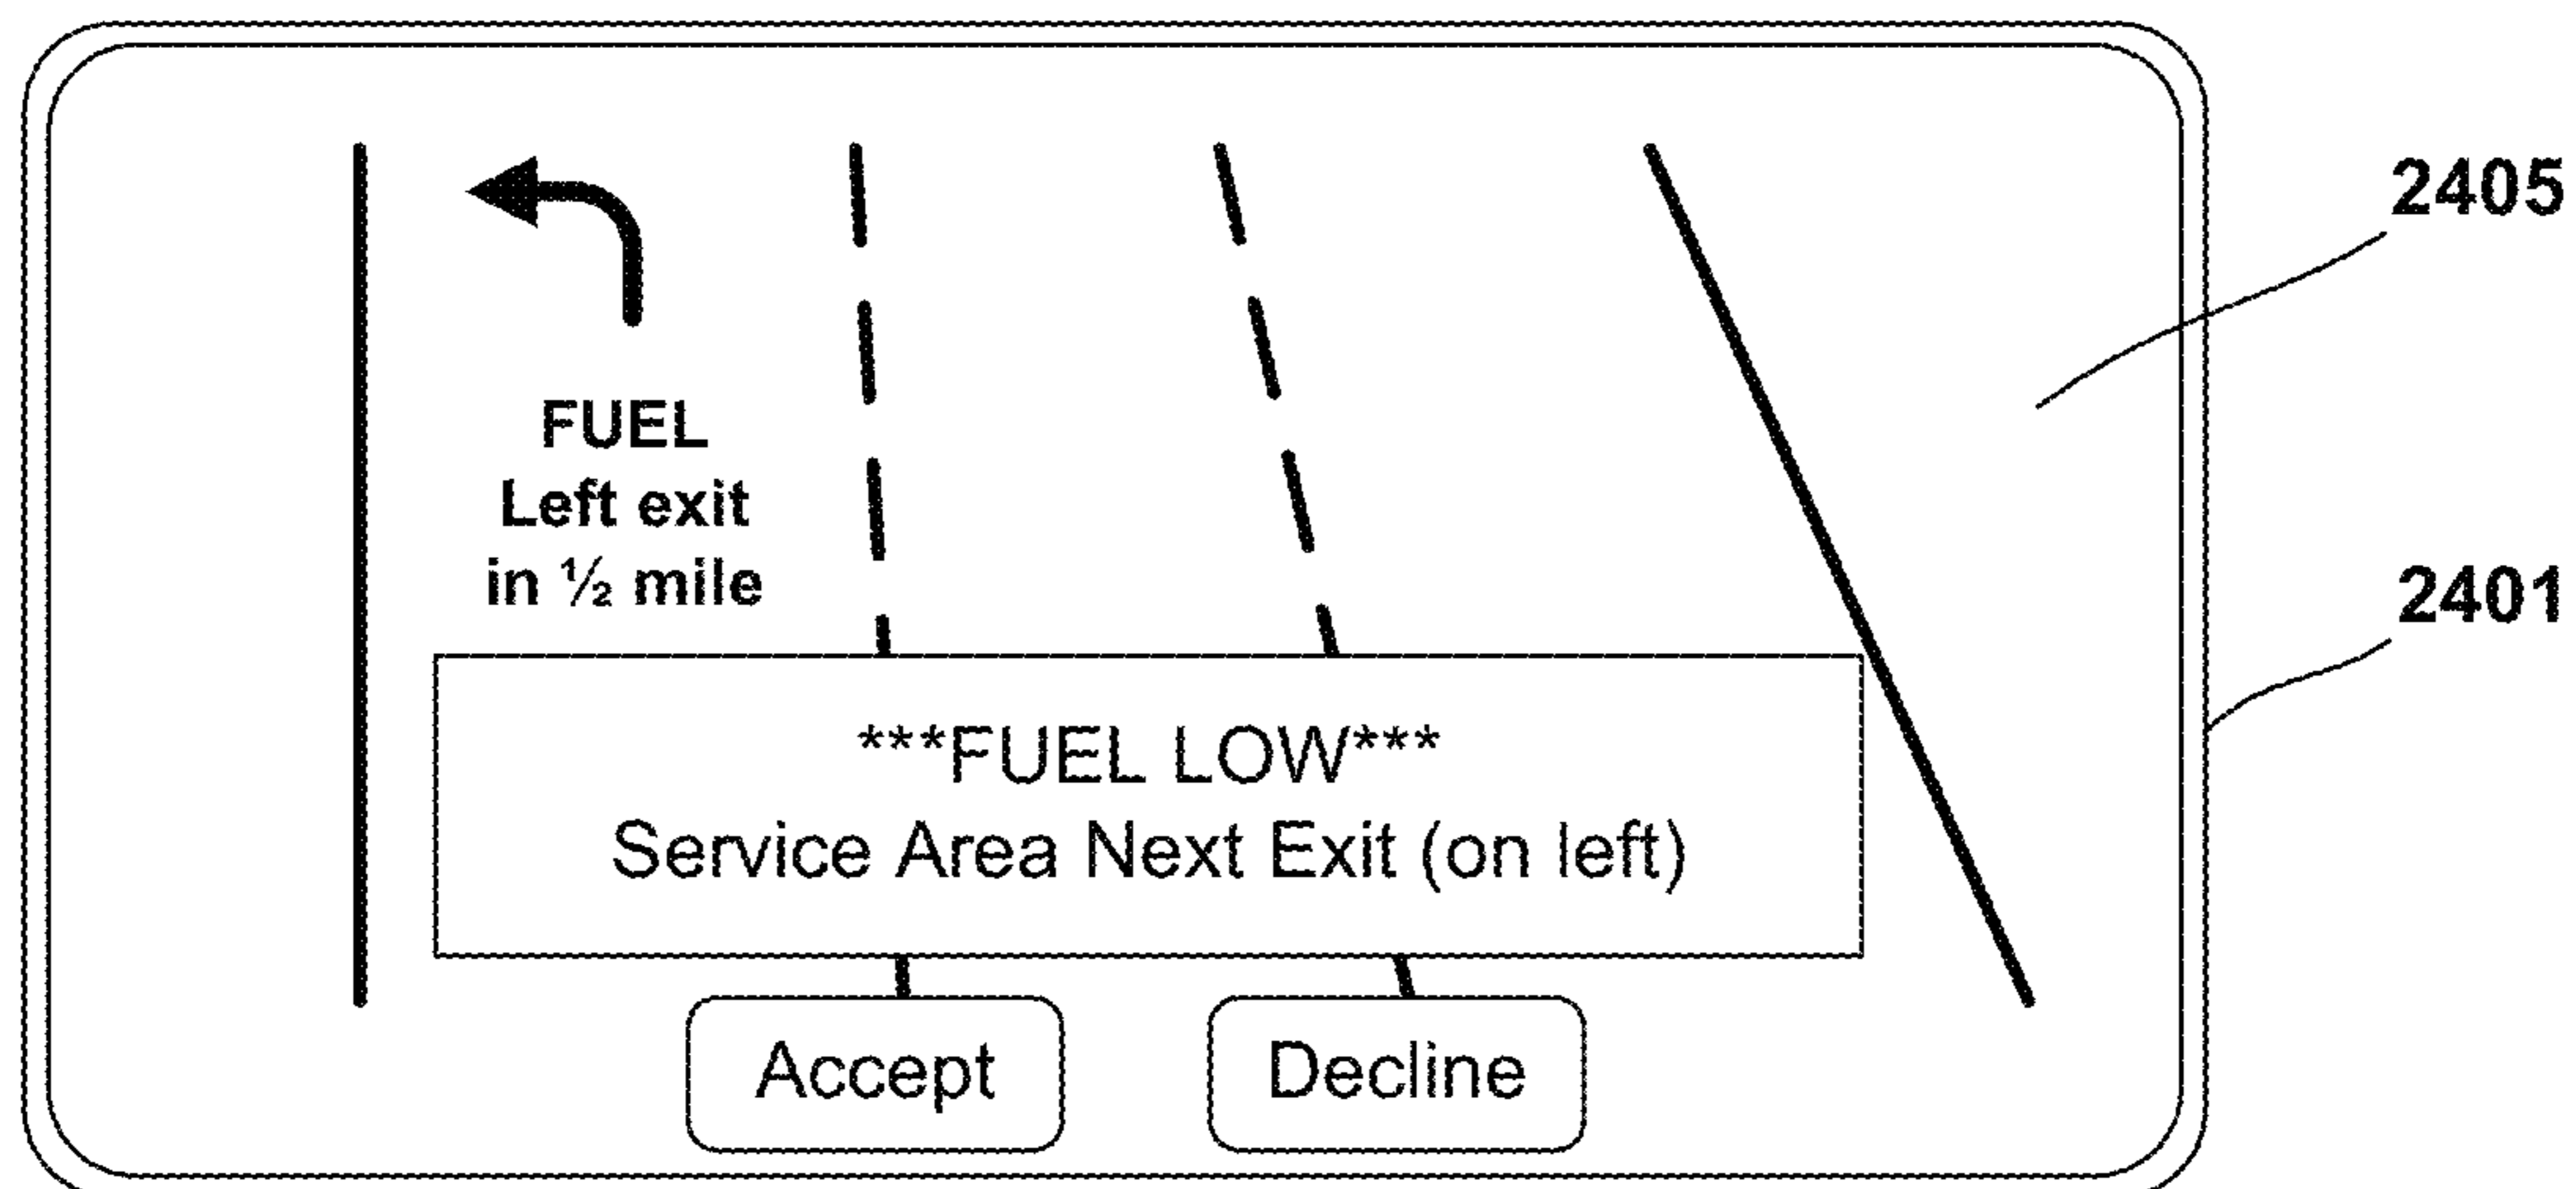 2405
FUEL
Left exit
in ½ mile
2401
***FUEL LOW***
Service Area Next Exit (on left)
Accept
Decline